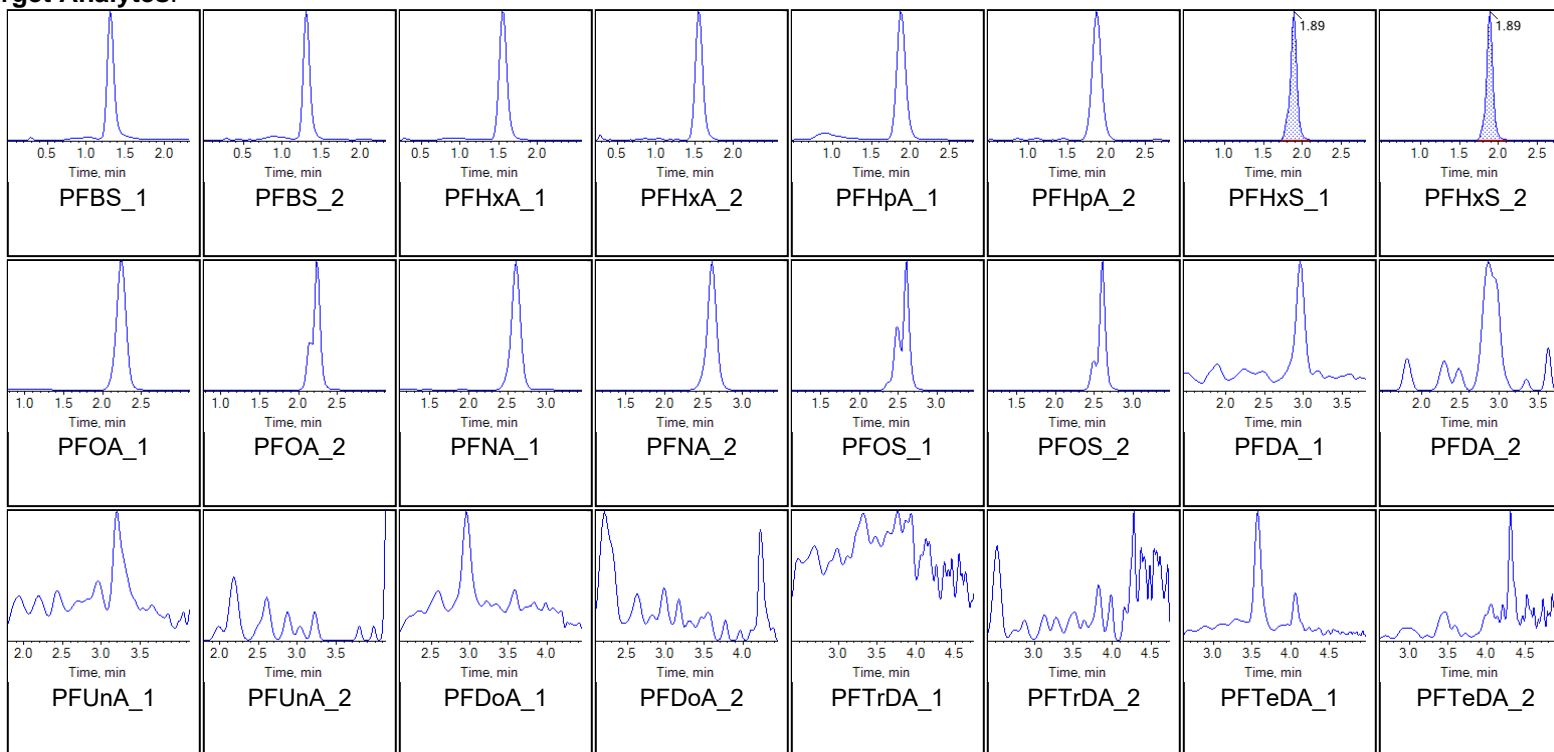 rget Analytes:
1.89 1.89
0.5 1.0 1.5 2.0 0.5 1.0 1.5 2.0 0.5 1.0 1.5 2.0 0.5 1.0 1.5 2.0 1.0 1.5 2.0 2.5 1.0 1.5 2.0 2.5 1.0 1.5 2.0 2.5 1.0 1.5 2.0 2.5
Time, min Time, min Time, min Time, min Time, min Time, min Time, min Time, min
PFBS_1 PFBS_2 PFHxA_1 PFHxA_2 PFHpA_1 PFHpA_2 PFHxS_1 PFHxS_2
1.0 1.5 2.0 2.5 1.0 1.5 2.0 2.5 1.5 2.0 2.5 3.0 1.5 2.0 2.5 3.0 1.5 2.0 2.5 3.0 1.5 2.0 2.5 3.0 2.0 2.5 3.0 3.5 2.0 2.5 3.0 3.5
Time, min Time, min Time, min Time, min Time, min Time, min Time, min Time, min
PFOA_1 PFOA_2 PFNA_1 PFNA_2 PFOS_1 PFOS_2 PFDA_1 PFDA_2
2.0 2.5 3.0 3.5 2.0 2.5 3.0 3.5 2.5 3.0 3.5 4.0 2.5 3.0 3.5 4.0 3.0 3.5 4.0 4.5 3.0 3.5 4.0 4.5 3.0 3.5 4.0 4.5 3.0 3.5 4.0 4.5
Time, min Time, min Time, min Time, min Time, min Time, min Time, min Time, min
PFUnA_1 PFUnA_2 PFDoA_1 PFDoA_2 PFTrDA_1 PFTrDA_2 PFTeDA_1 PFTeDA_2